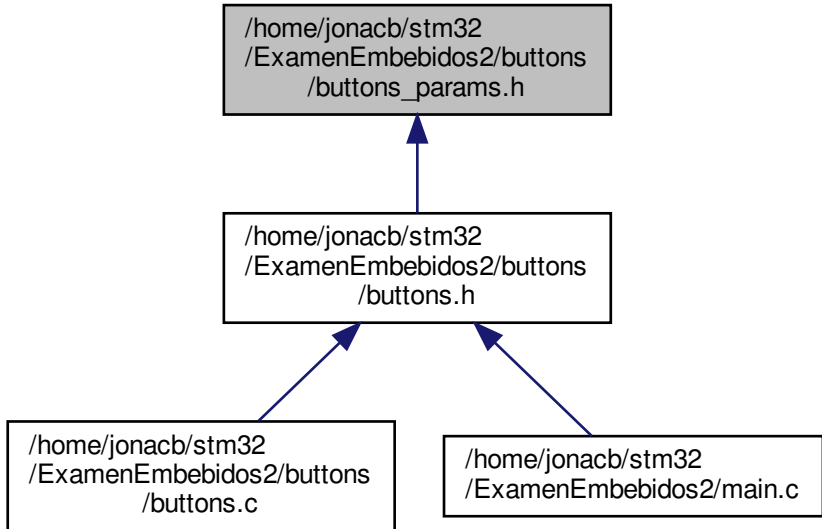 /home/jonacb/stm32
/ExamenEmbebidos2/buttons
/buttons_params.h
/home/jonacb/stm32
/ExamenEmbebidos2/buttons
/buttons.h
/home/jonacb/stm32
/ExamenEmbebidos2/buttons
/buttons.c
/home/jonacb/stm32
/ExamenEmbebidos2/main.c